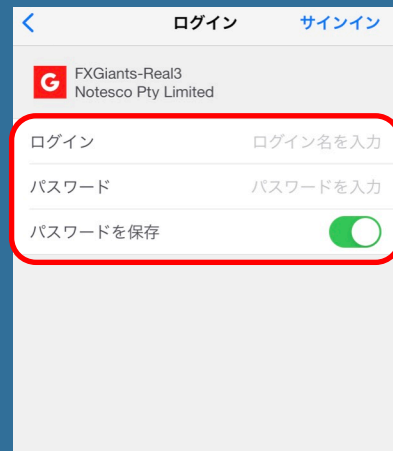 ログイン サインイン
G FXGiants-Real3
Notesco Pty Limited
ログイン ログイン名を入力
パスワード パスワードを入力
パスワードを保存